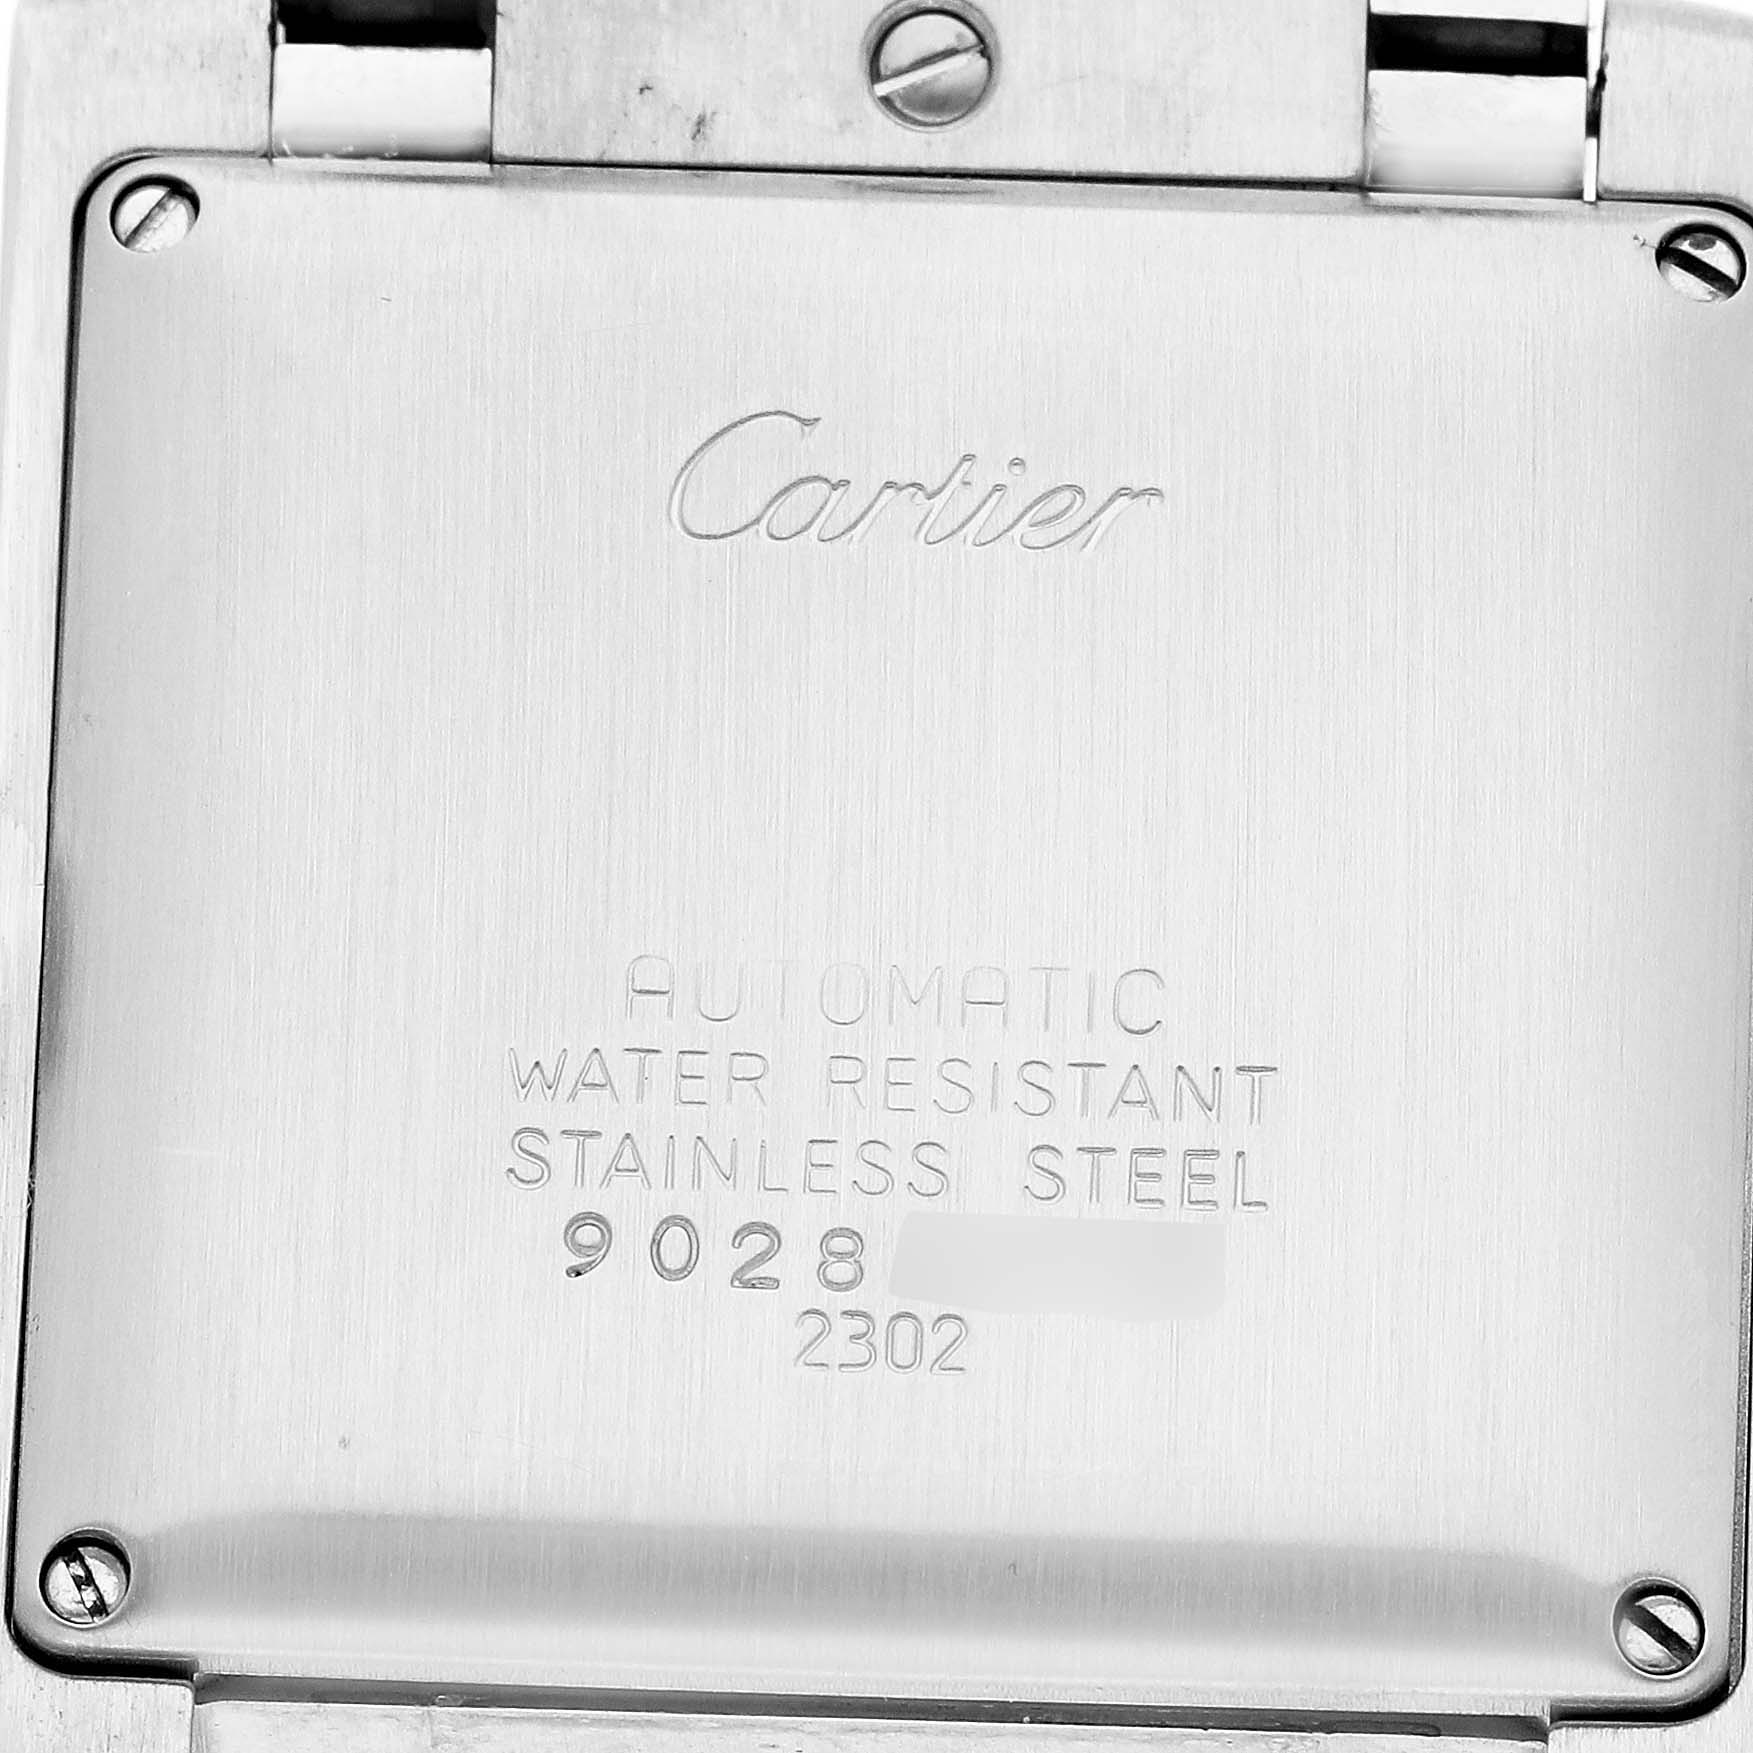 Cartier
AUTOMATIC
WATER RESISTANT
STAINLESS STEEL
9028
2302